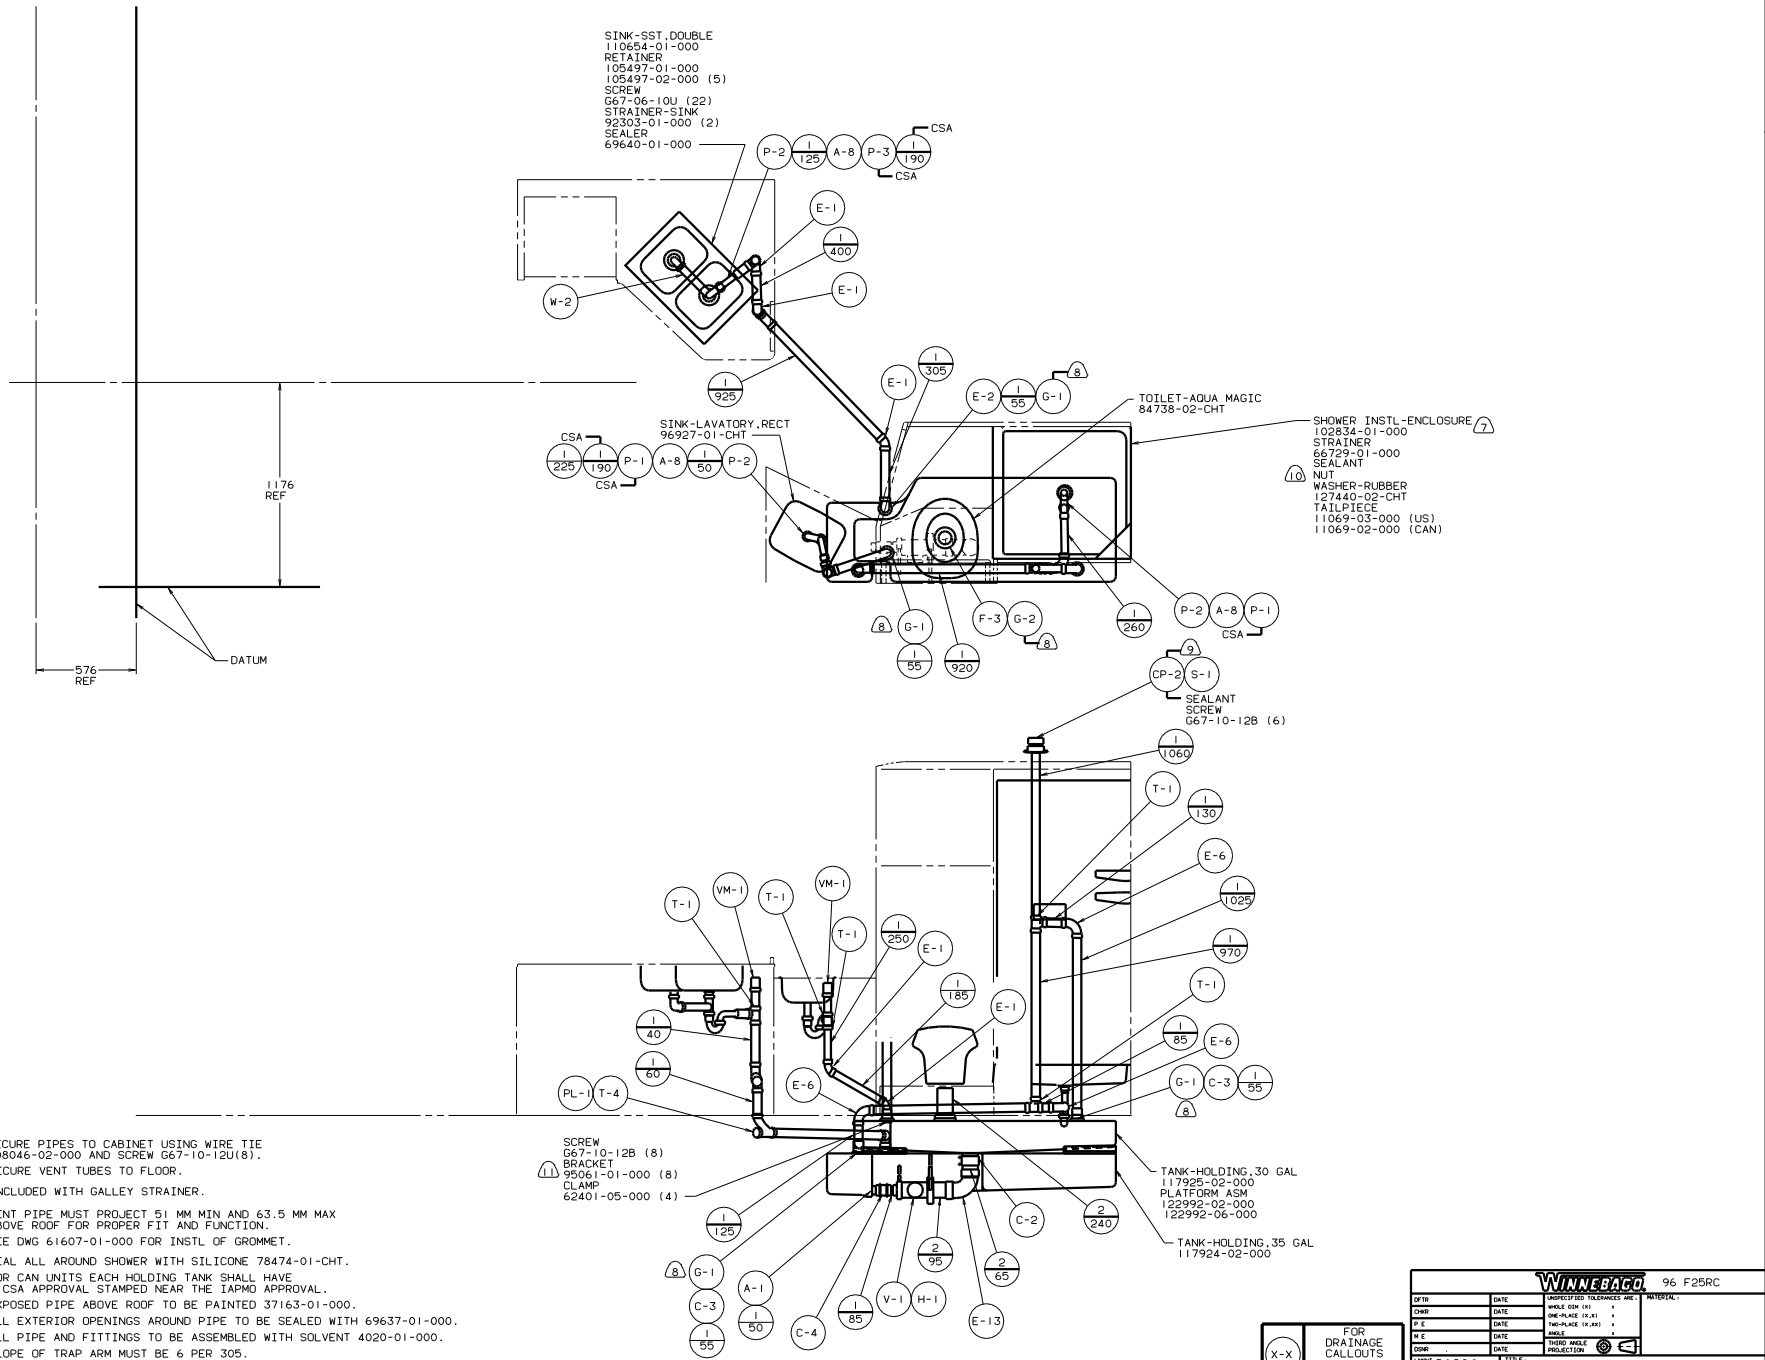 SINK-SST,DOUBLE
110654-01-000
RETAINER
105497-01-000
105497-02-000 (5)
SCREW
G67-06-10U (22)
STRAINER-SINK
92303-01-000 (2)
SEALER
69640-01-000
CSA
P-2
1
125
A-8
P-3
1
190
CSA
E-1
1
400
E-1
W-2
1
925
1
305
E-1
8
E-2
1
55
G-1
TOILET-AQUA MAGIC
84738-02-CHT
SINK-LAVATORY,RECT
96927-01-CHT
CSA
1
225
1
190
P-1
A-8
1
50
P-2
CSA
SHOWER INSTL-ENCLOSURE 7
102834-01-000
STRAINER
66729-01-000
SEALANT
10 NUT
WASHER-RUBBER
127440-02-CHT
TAILPIECE
11069-03-000 (US)
11069-02-000 (CAN)
1176
REF
576
REF
DATUM
8
G-1
1
55
F-3
G-2
8
1
920
1
260
P-2
A-8
P-1
CSA
9
CP-2
S-1
SEALANT
SCREW
G67-10-12B (6)
1
1060
T-1
1
130
E-6
1
1025
1
970
T-1
1
85
E-6
G-1
C-3
1
55
8
T-1
VM-1
T-1
VM-1
T-1
1
250
E-1
1
185
E-1
1
40
1
60
PL-1
T-4
E-6
SCREW
G67-10-12B (8)
11 BRACKET
95061-01-000 (8)
CLAMP
62401-05-000 (4)
TANK-HOLDING,30 GAL
117925-02-000
PLATFORM ASM
122992-02-000
122992-06-000
TANK-HOLDING,35 GAL
117924-02-000
1
125
8
G-1
C-3
1
55
A-1
1
50
C-4
1
85
V-1
H-1
2
95
E-13
2
65
C-2
2
240
ECURE PIPES TO CABINET USING WIRE TIE
08046-02-000 AND SCREW G67-10-12U(8).
ECURE VENT TUBES TO FLOOR.
NCLUDED WITH GALLEY STRAINER.
ENT PIPE MUST PROJECT 51 MM MIN AND 63.5 MM MAX
BOVE ROOF FOR PROPER FIT AND FUNCTION.
EE DWG 61607-01-000 FOR INSTL OF GROMMET.
EAL ALL AROUND SHOWER WITH SILICONE 78474-01-CHT.
OR CAN UNITS EACH HOLDING TANK SHALL HAVE
CSA APPROVAL STAMPED NEAR THE IAPMO APPROVAL.
XPOSED PIPE ABOVE ROOF TO BE PAINTED 37163-01-000.
LL EXTERIOR OPENINGS AROUND PIPE TO BE SEALED WITH 69637-01-000.
LL PIPE AND FITTINGS TO BE ASSEMBLED WITH SOLVENT 4020-01-000.
LOPE OF TRAP ARM MUST BE 6 PER 305.
X-X
FOR
DRAINAGE
CALLOUTS
WINNEBAGO 96 F25RC
DFTR DATE
CHKR DATE
P E DATE
M E DATE
DSNR DATE
UNSPECIFIED TOLERANCES ARE:
WHOLE DIM (X)
ONE-PLACE (X.X)
TWO-PLACE (X.XX)
ANGLE
THIRD ANGLE
PROJECTION
MATERIAL:
TITLE: